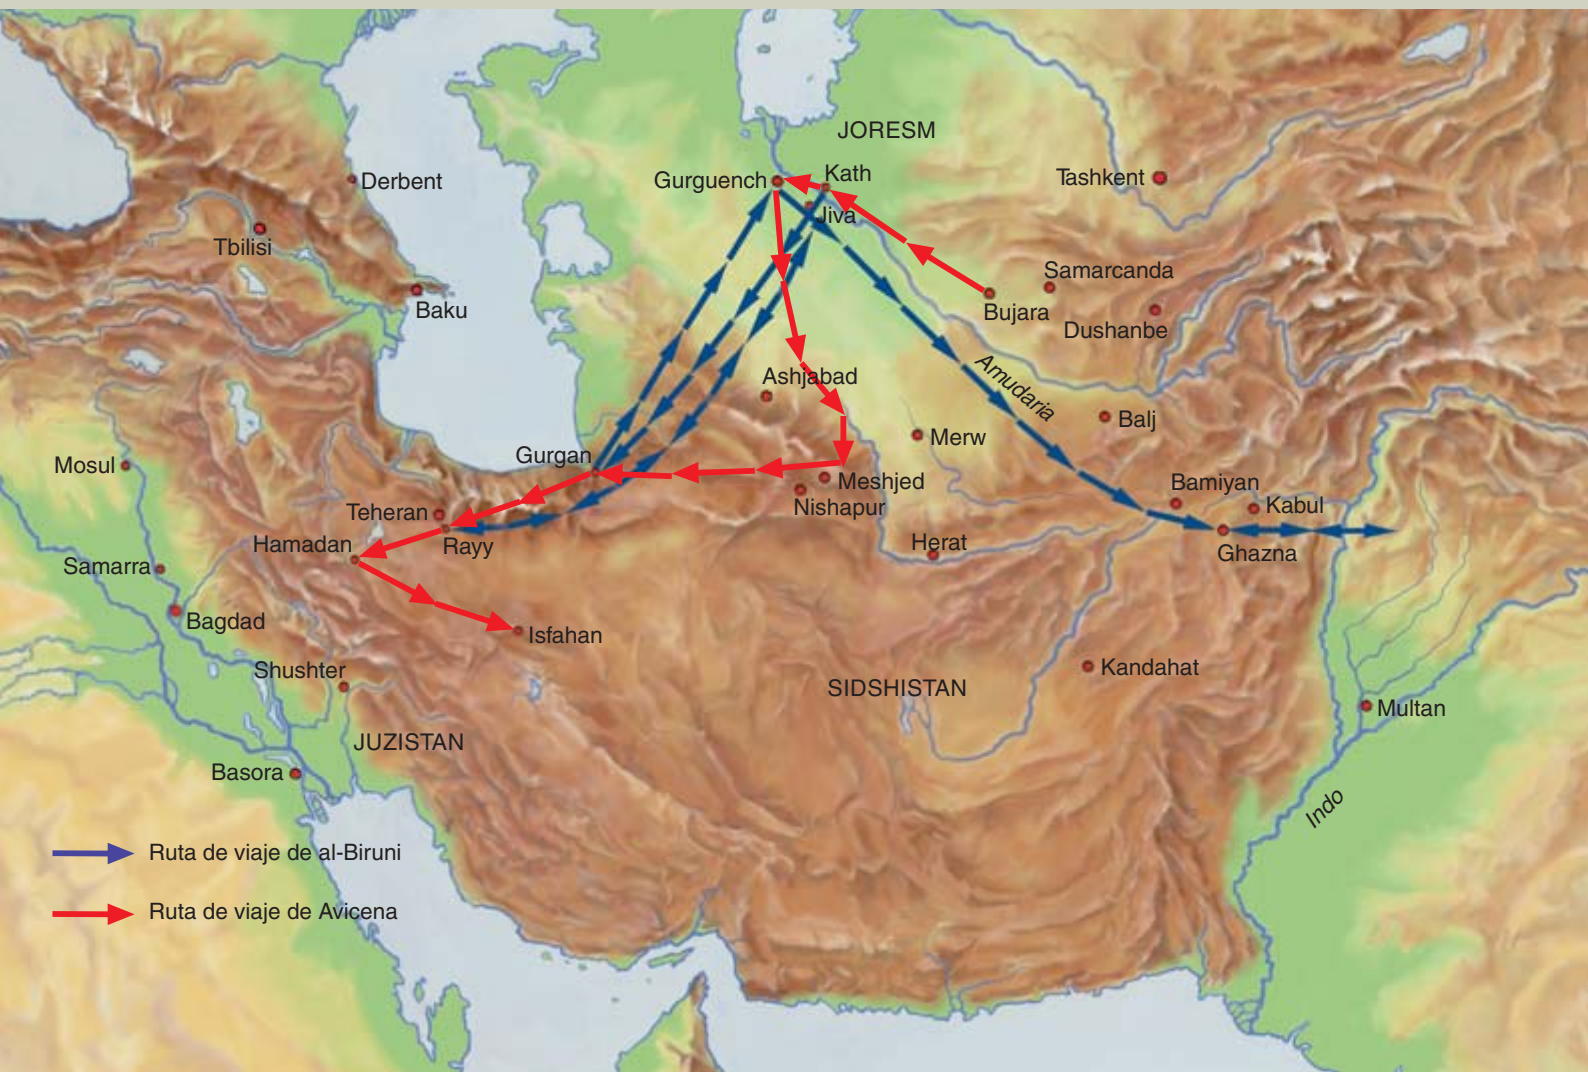 JORESM
Gurguench
Kath
Tashkent
Derbent
Jiva
Tbilisi
Samarcanda
Baku
Bujara
Dushanbe
Ashjabad
Amudaria
Balj
Merw
Gurgan
Mosul
Meshjed
Bamiyan
Nishapur
Kabul
Teheran
Hamadan
Rayy
Herat
Ghazna
Samarra
Bagdad
Isfahan
Shushter
Kandahat
SIDSHISTAN
Multan
JUZISTAN
Basora
Indo
Ruta de viaje de al-Biruni
Ruta de viaje de Avicena